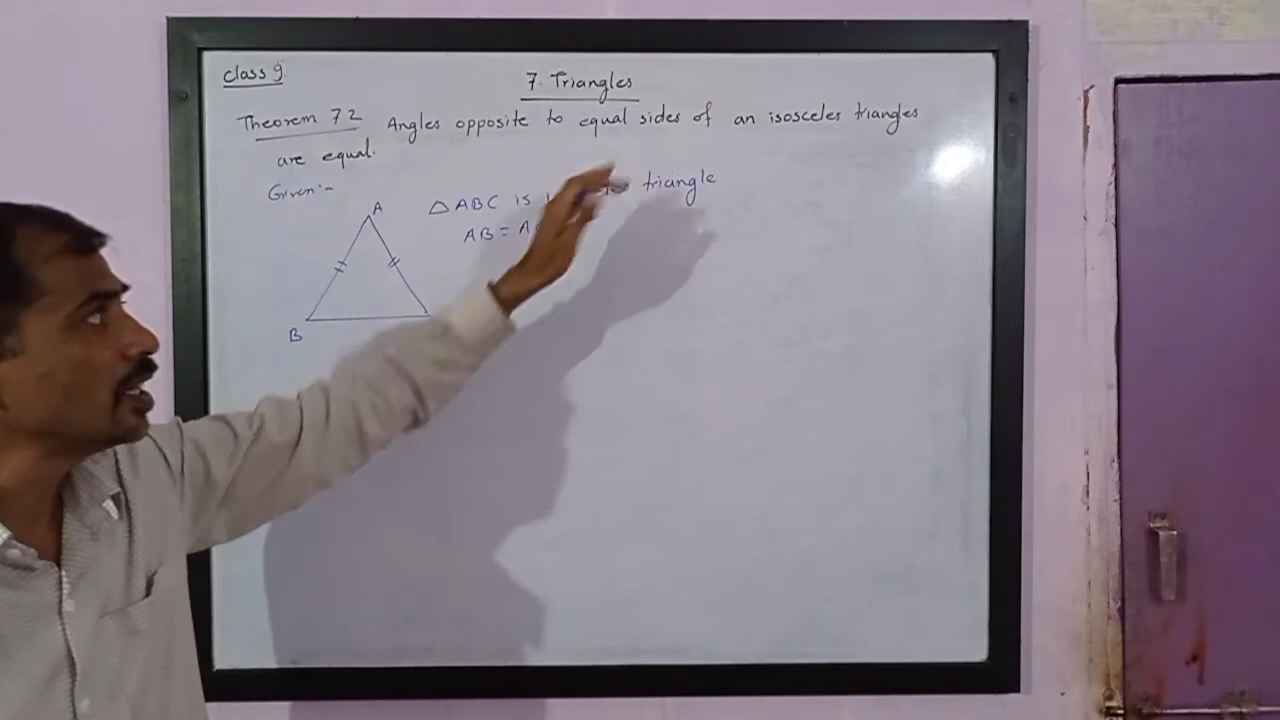 Class 9
7. Triangles
Theorem 7.2 Angles opposite to equal sides of an isosceles triangles
are equal.
Given:-
A
△ABC is triangle
AB = A
B